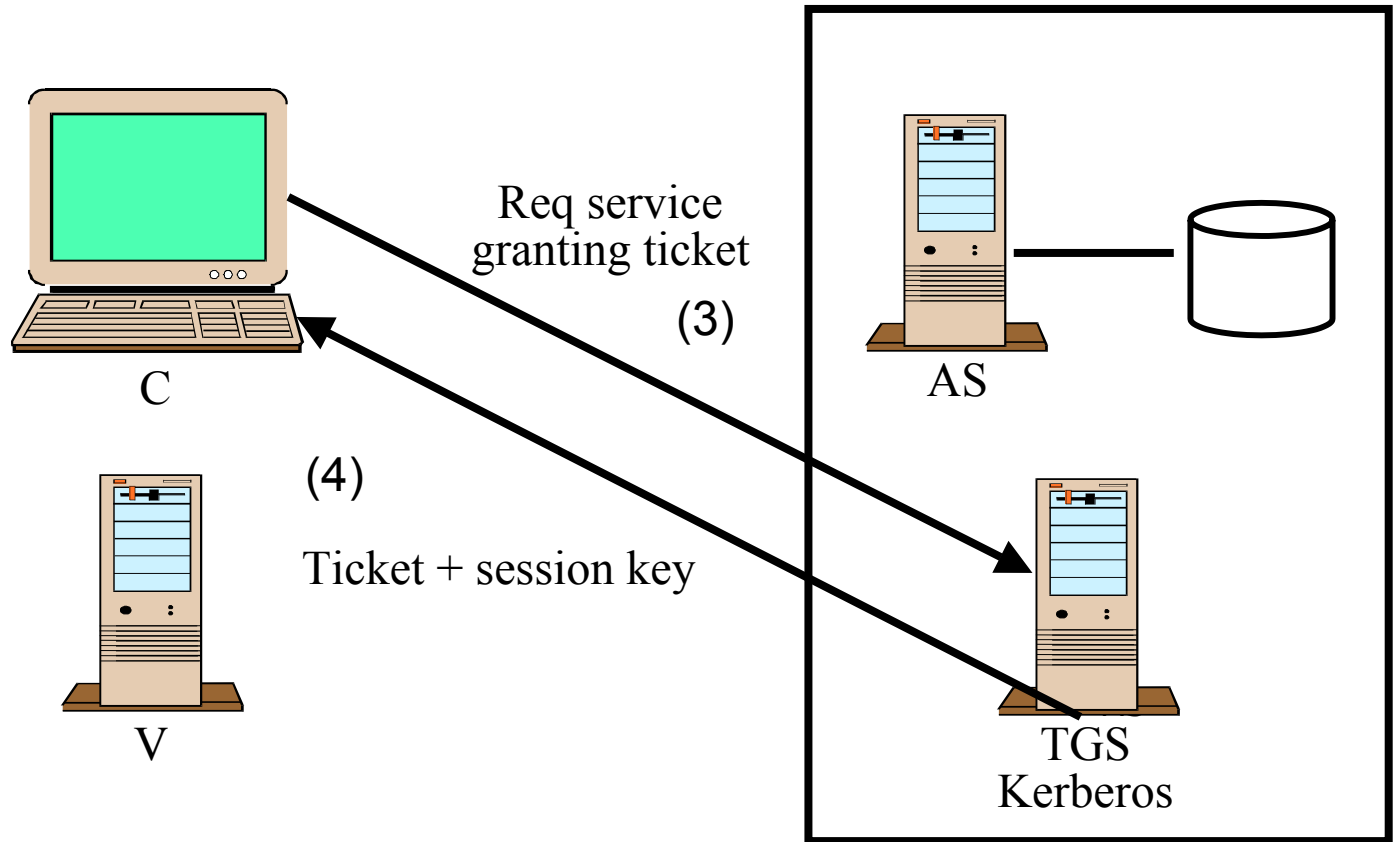 Req service
granting ticket
(3)
C
AS
(4)
Ticket + session key
V
TGS
Kerberos